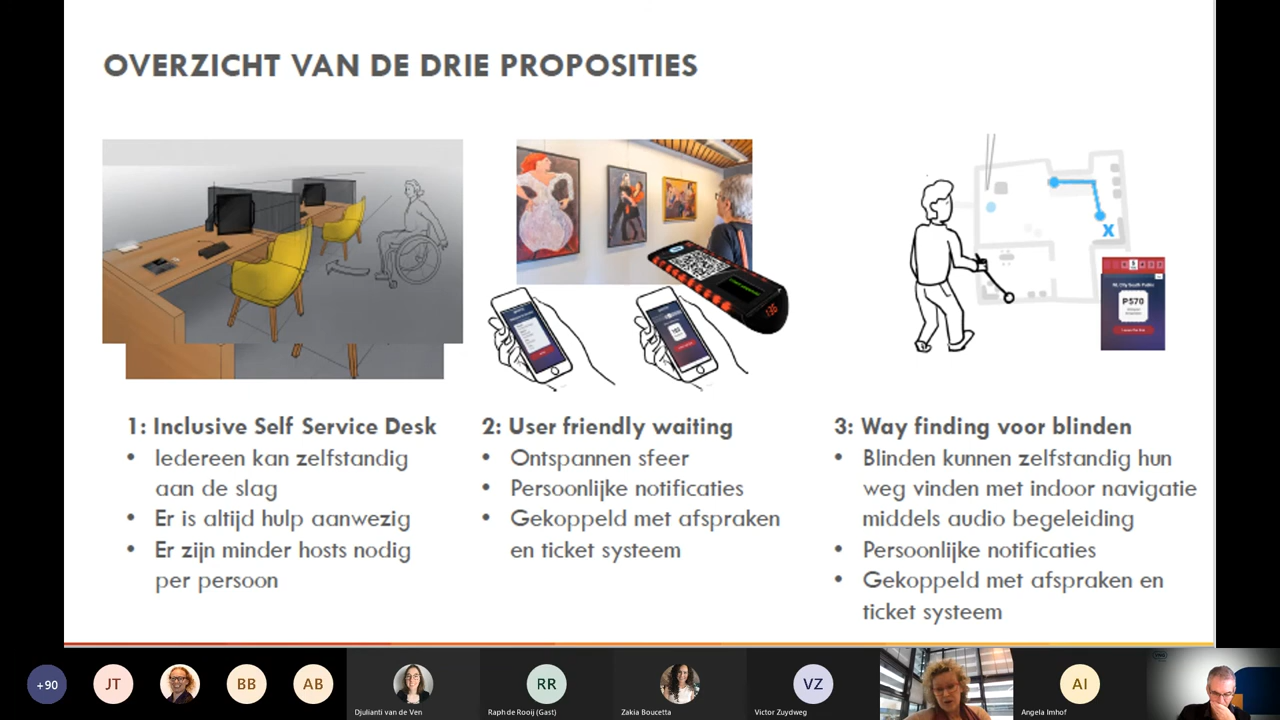 OVERZICHT VAN DE DRIE PROPOSITIES
P570
1: Inclusive Self Service Desk
• Iedereen kan zelfstandig
aan de slag
• Er is altijd hulp aanwezig
• Er zijn minder hosts nodig
per persoon
2: User friendly waiting
• Ontspannen sfeer
• Persoonlijke notificaties
• Gekoppeld met afspraken
en ticket systeem
3: Way finding voor blinden
• Blinden kunnen zelfstandig hun
weg vinden met indoor navigatie
middels audio begeleiding
• Persoonlijke notificaties
• Gekoppeld met afspraken en
ticket systeem
+90
JT
BB
AB
Djulianti van de Ven
RR
Raph de Rooij (Gast)
Zakia Boucetta
VZ
Victor Zuydweg
AI
Angela Imhof